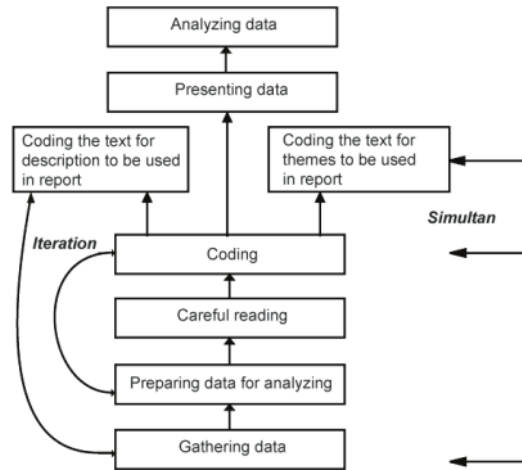 Analyzing data
Presenting data
Coding the text for
description to be used
in report
Coding the text for
themes to be used
in report
Iteration
Simultan
Coding
Careful reading
Preparing data for analyzing
Gathering data